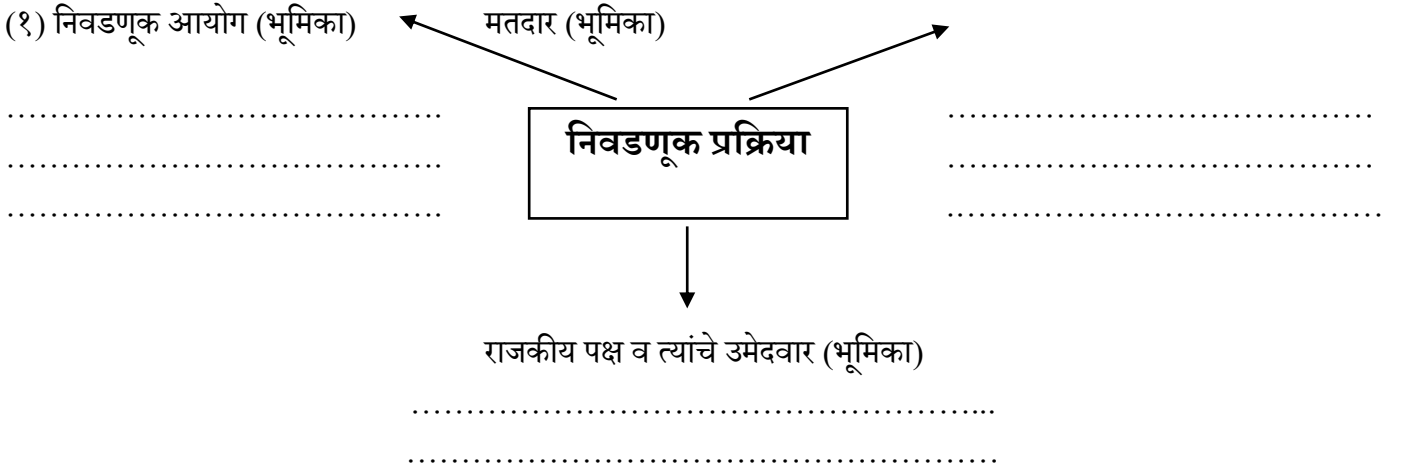 (१) निवडणूक आयोग (भूमिका) मतदार (भूमिका)
……………………………………. ……………………………………
निवडणूक प्रक्रिया
……………………………………. ……………………………………
……………………………………. .……………………………………
राजकीय पक्ष व त्यांचे उमेदवार (भूमिका)
…………………………………………………...
……………………………………………………